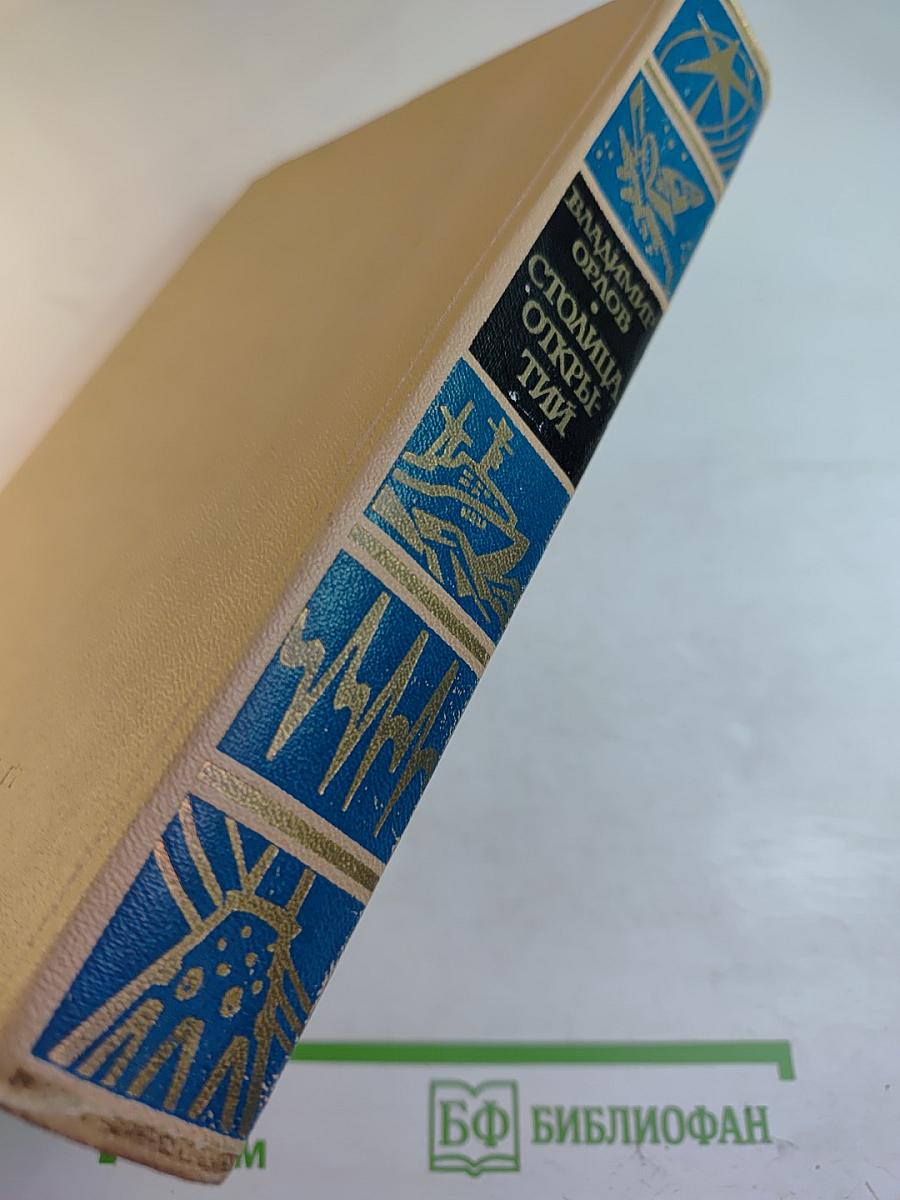 ВЛАДИМИР
ОРЛОВ
•
СТОЛИЦА
ОТКРЫ-
ТИЙ
БФ БИБЛИОФАН